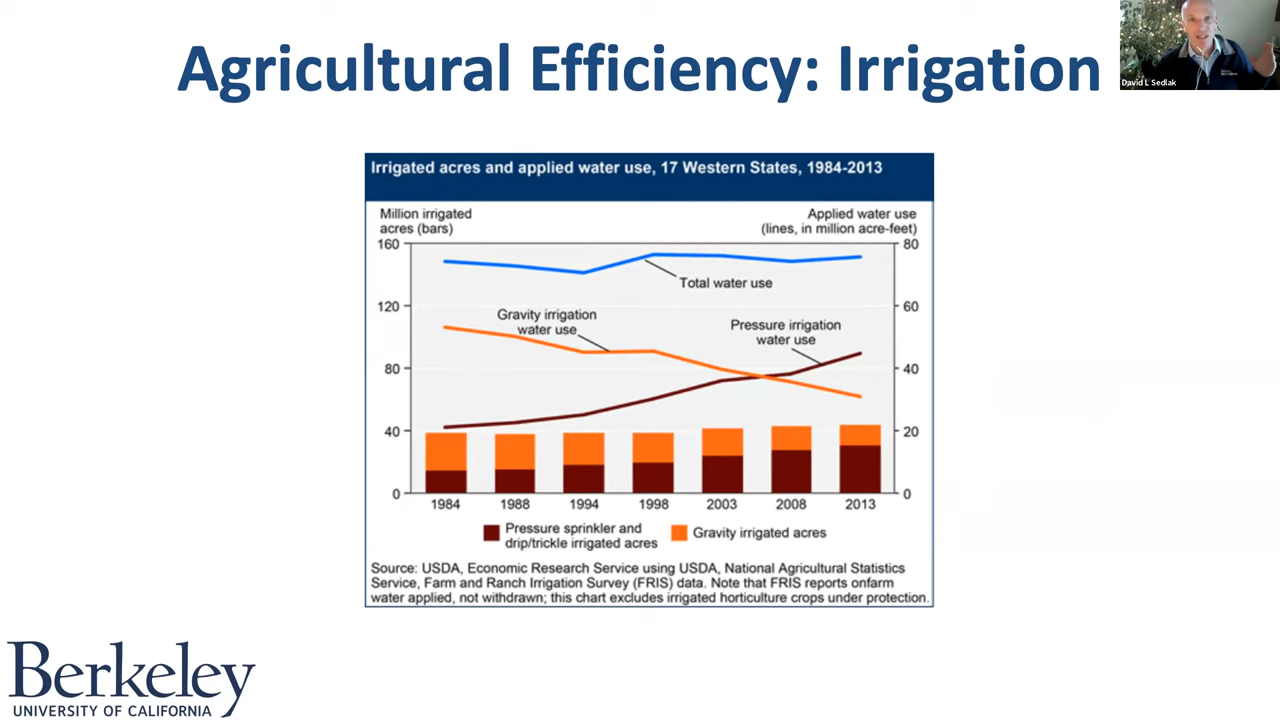 Agricultural Efficiency: Irrigation
David L Sedlak
Irrigated acres and applied water use, 17 Western States, 1984-2013
Million irrigated
acres (bars)
Applied water use
(lines, in million acre-feet)
160
120
80
40
0
80
60
40
20
0
Total water use
Gravity irrigation
water use
Pressure irrigation
water use
1984
1988
1994
1998
2003
2008
2013
Pressure sprinkler and
drip/trickle irrigated acres
Gravity irrigated acres
Source: USDA, Economic Research Service using USDA, National Agricultural Statistics
Service, Farm and Ranch Irrigation Survey (FRIS) data. Note that FRIS reports onfarm
water applied, not withdrawn; this chart excludes irrigated horticulture crops under protection.
Berkeley
UNIVERSITY OF CALIFORNIA